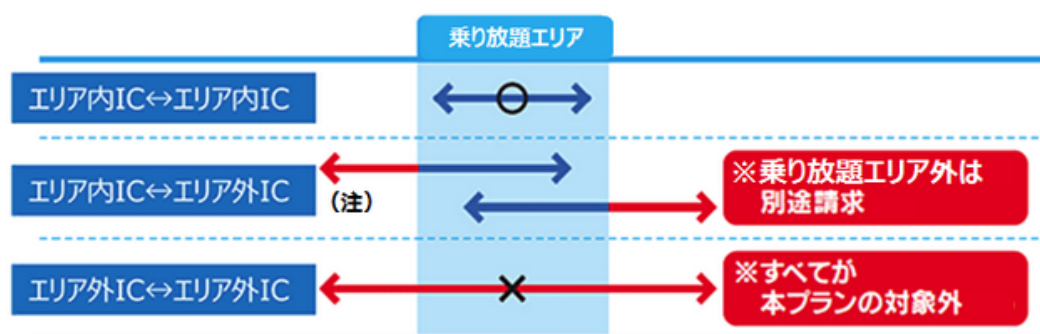 乗り放題エリア
エリア内IC↔エリア内IC
エリア内IC↔エリア外IC
(注)
※乗り放題エリア外は
別途請求
エリア外IC↔エリア外IC
※すべてが
本プランの対象外